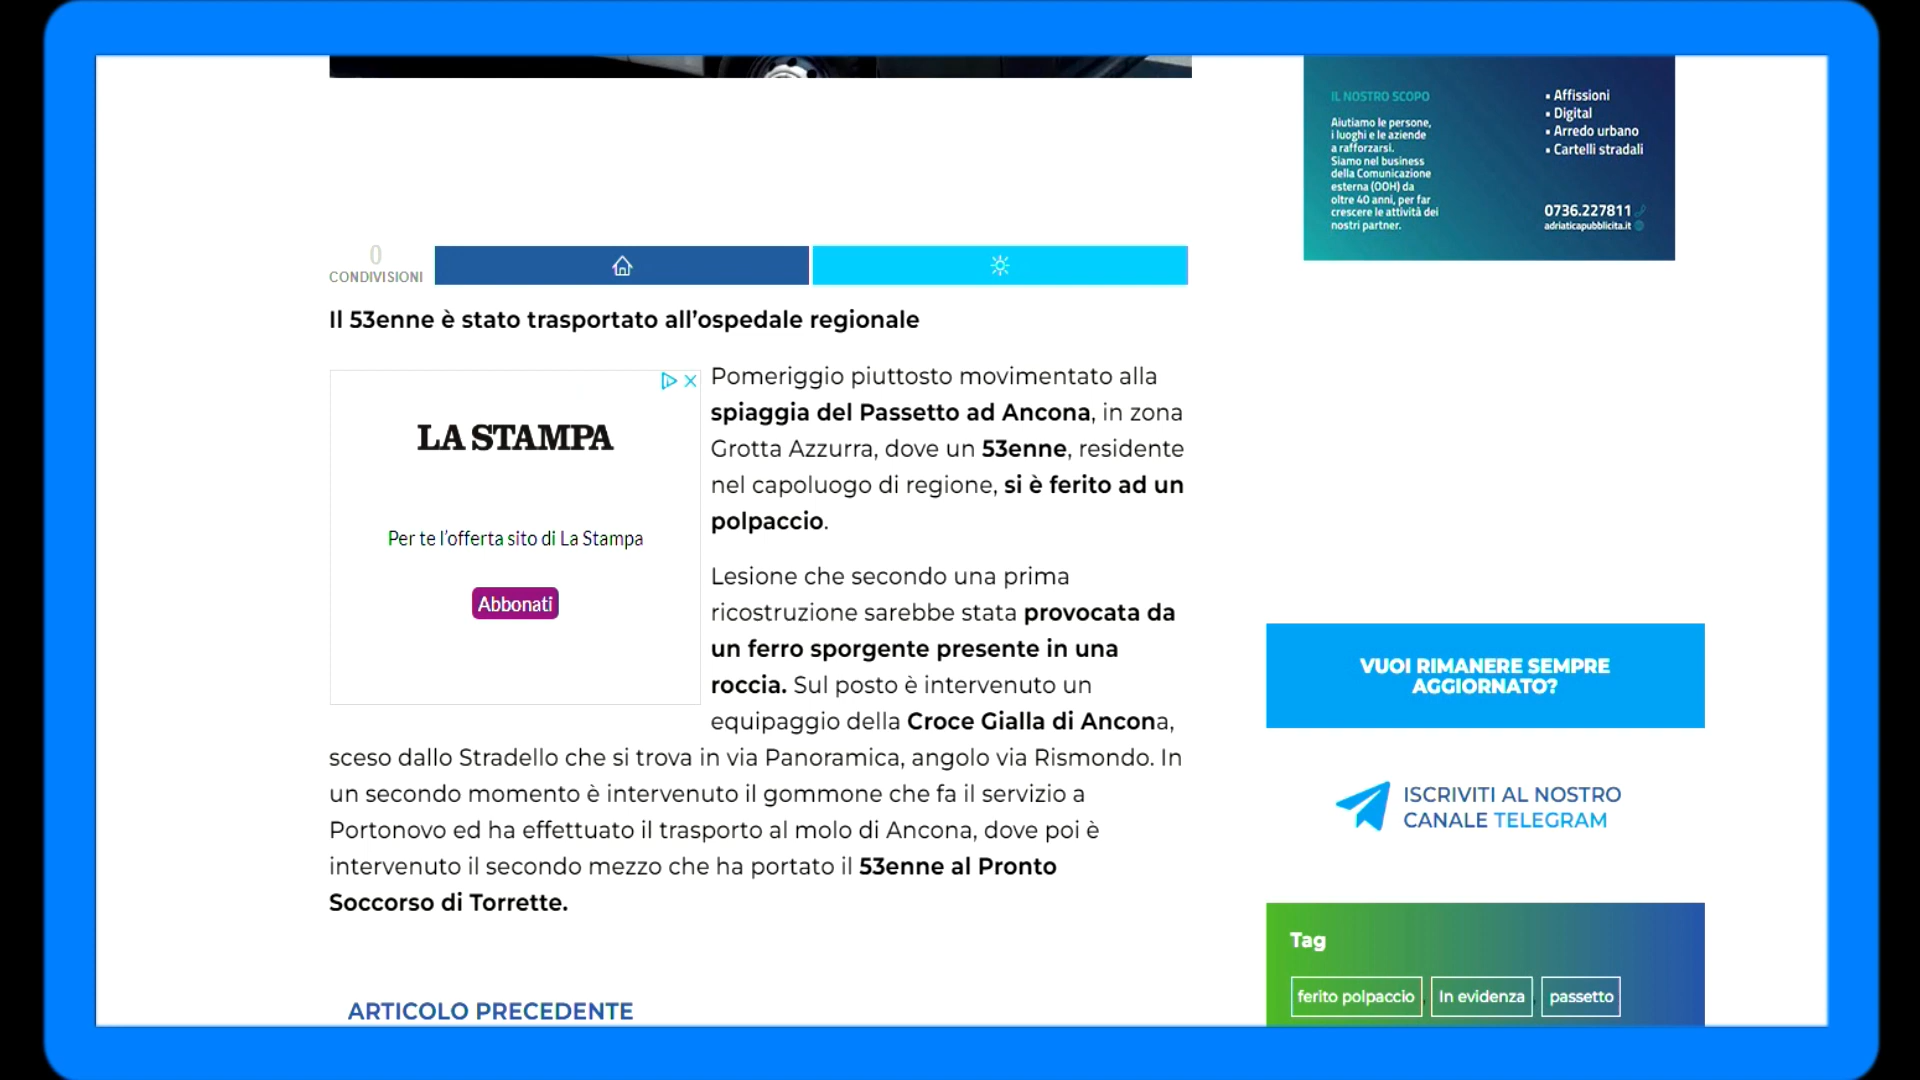 IL NOSTRO SCOPO
Aiutiamo le persone,
i luoghi e le aziende
a rafforzarsi.
Siamo nel business
della Comunicazione
esterna (OOH) da
oltre 40 anni, per far
crescere le attività dei
nostri partner.
• Affissioni
• Digital
• Arredo urbano
• Cartelli stradali
0736.227811
adriaticapubblicita.it
0
CONDIVISIONI
Il 53enne è stato trasportato all’ospedale regionale
LA STAMPA
Per te l’offerta sito di La Stampa
Abbonati
Pomeriggio piuttosto movimentato alla
spiaggia del Passetto ad Ancona, in zona
Grotta Azzurra, dove un 53enne, residente
nel capoluogo di regione, si è ferito ad un
polpaccio.
Lesione che secondo una prima
ricostruzione sarebbe stata provocata da
un ferro sporgente presente in una
roccia. Sul posto è intervenuto un
equipaggio della Croce Gialla di Ancona,
sceso dallo Stradello che si trova in via Panoramica, angolo via Rismondo. In
un secondo momento è intervenuto il gommone che fa il servizio a
Portonovo ed ha effettuato il trasporto al molo di Ancona, dove poi è
intervenuto il secondo mezzo che ha portato il 53enne al Pronto
Soccorso di Torrette.
ARTICOLO PRECEDENTE
VUOI RIMANERE SEMPRE
AGGIORNATO?
ISCRIVITI AL NOSTRO
CANALE TELEGRAM
Tag
ferito polpaccio, In evidenza, passetto